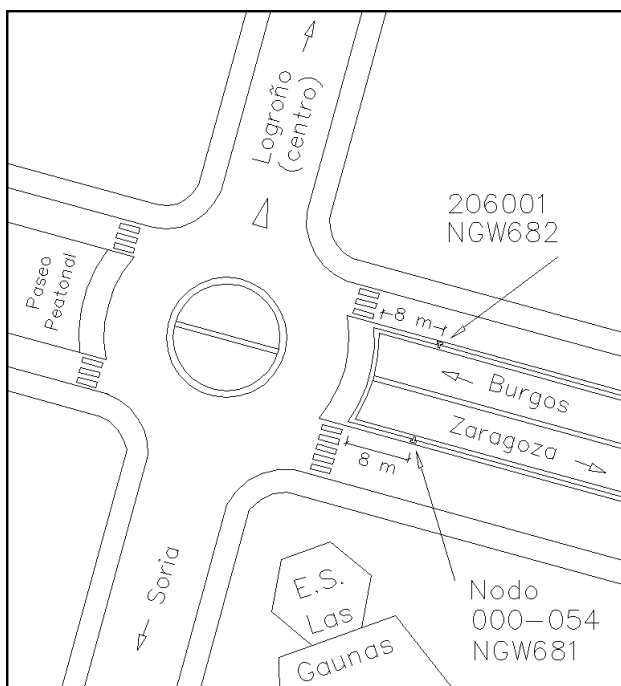 Logroño
(centro)
206001
NGW682
Paseo
Peatonal
8 m
Burgos
Zaragoza
8 m
Soria
E.S.
Las
Gaunas
Nodo
000-054
NGW681